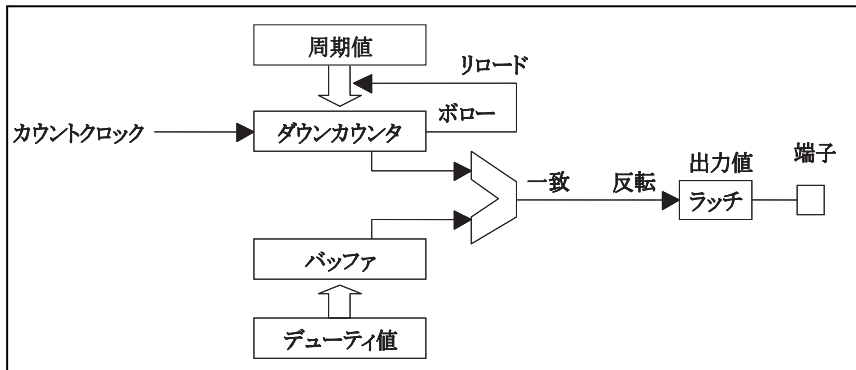 周期値
リロード
ボロー
カウントクロック
ダウンカウンタ
一致
反転
出力値
ラッチ
端子
バッファ
デューティ値